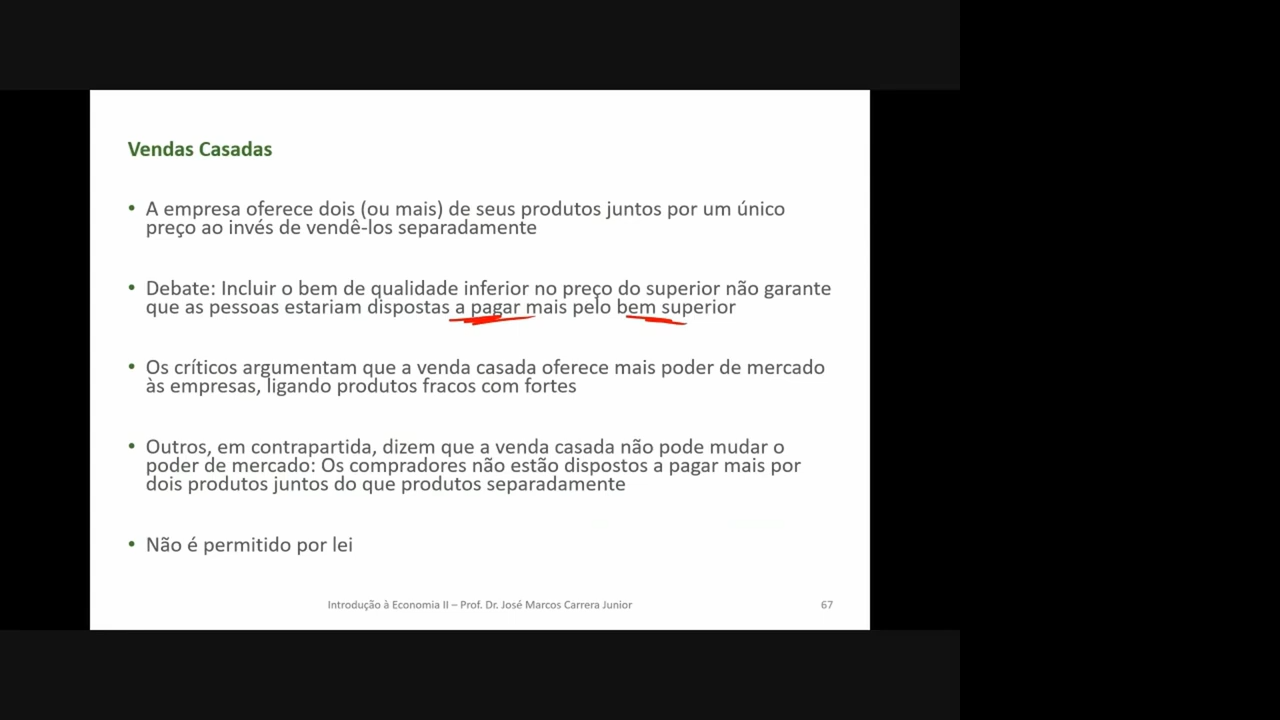 Vendas Casadas
• A empresa oferece dois (ou mais) de seus produtos juntos por um único
preço ao invés de vendê-los separadamente
• Debate: Incluir o bem de qualidade inferior no preço do superior não garante
que as pessoas estariam dispostas a pagar mais pelo bem superior
• Os críticos argumentam que a venda casada oferece mais poder de mercado
às empresas, ligando produtos fracos com fortes
• Outros, em contrapartida, dizem que a venda casada não pode mudar o
poder de mercado: Os compradores não estão dispostos a pagar mais por
dois produtos juntos do que produtos separadamente
• Não é permitido por lei
Introdução à Economia II – Prof. Dr. José Marcos Carrera Junior
67